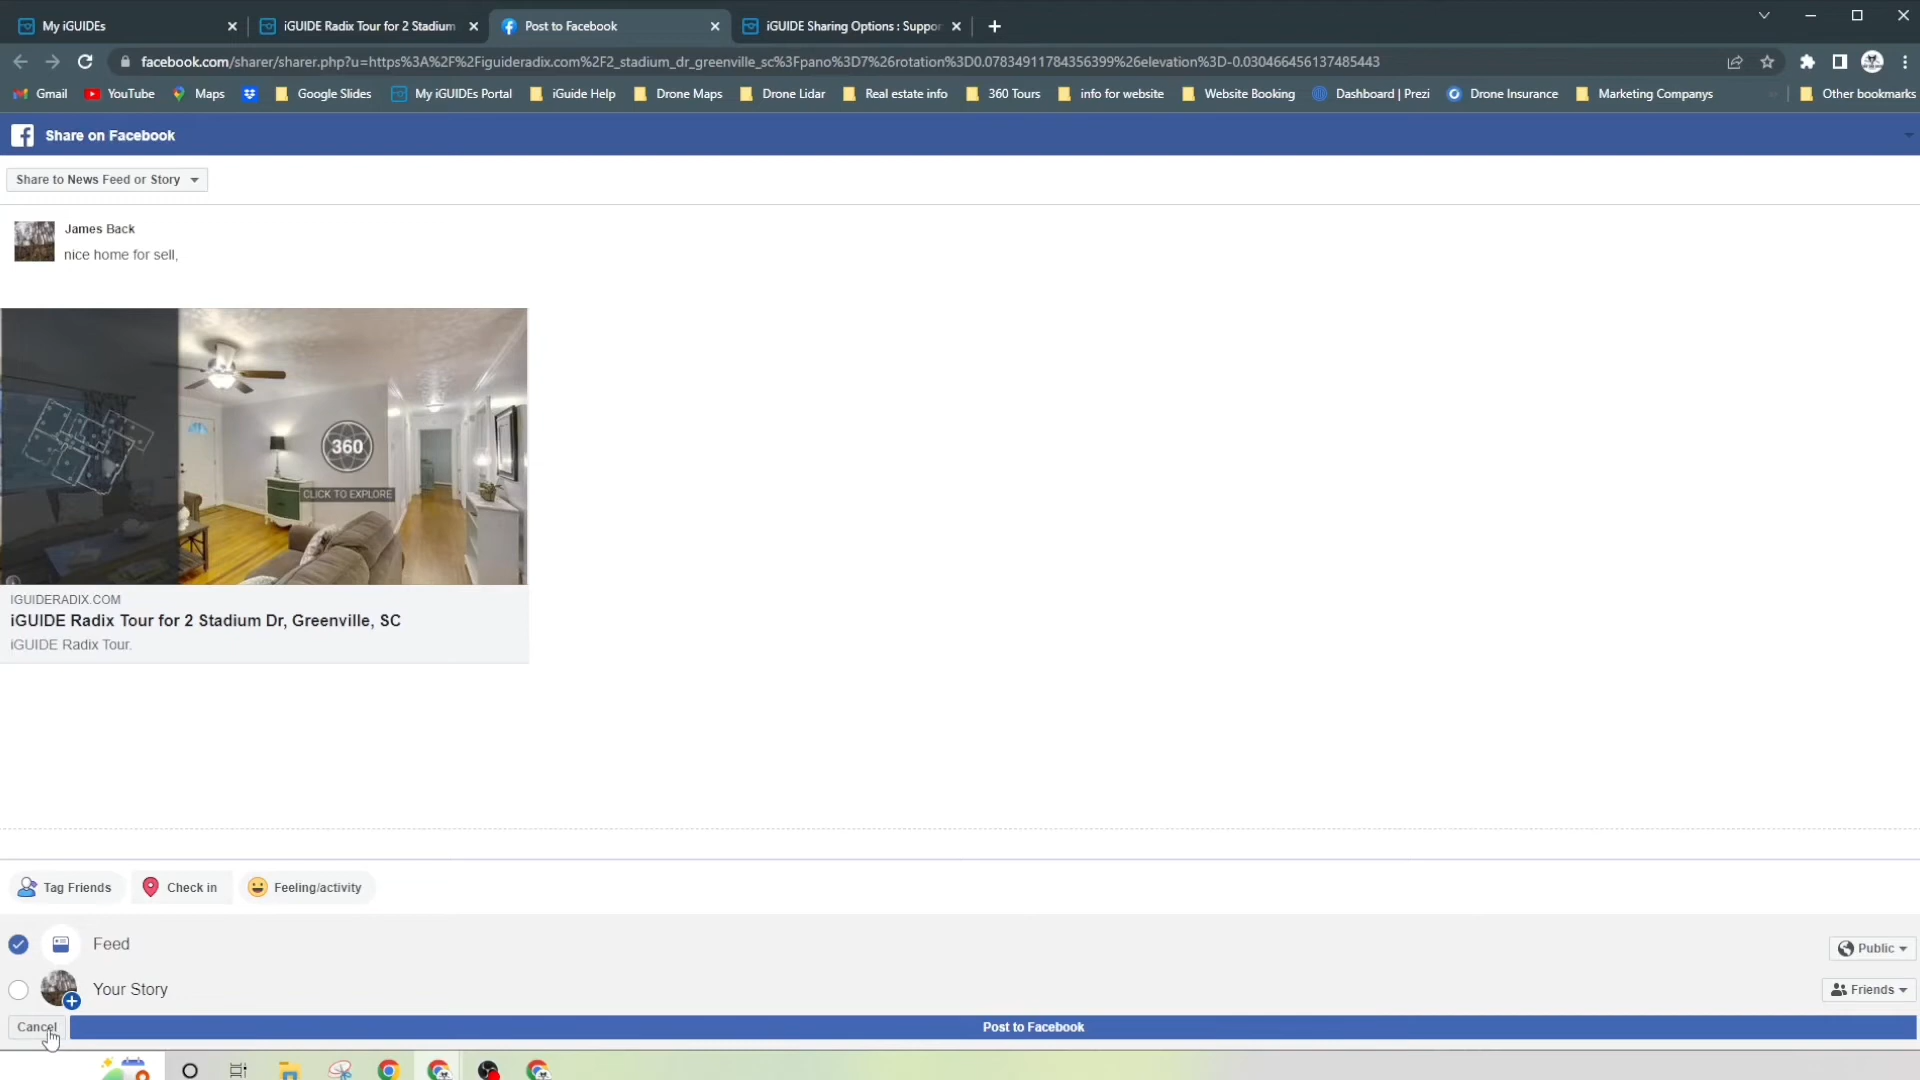 My iGUIDEs
iGUIDE Radix Tour for 2 Stadium
Post to Facebook
iGUIDE Sharing Options : Suppor
facebook.com/sharer/sharer.php?u=https%3A%2F%2Figuideradix.com%2F2_stadium_dr_greenville_sc%3Fpano%3D7%26rotation%3D0.07834911784356399%26elevation%3D-0.030466456137485443
Gmail YouTube Maps Google Slides My iGUIDEs Portal iGuide Help Drone Maps Drone Lidar Real estate info 360 Tours info for website Website Booking Dashboard | Prezi Drone Insurance Marketing Companys Other bookmarks
Share on Facebook
Share to News Feed or Story
James Back
nice home for sell,
360
CLICK TO EXPLORE
IGUIDERADIX.COM
iGUIDE Radix Tour for 2 Stadium Dr, Greenville, SC
iGUIDE Radix Tour.
Tag Friends Check in Feeling/activity
Feed Public
Your Story Friends
Cancel Post to Facebook